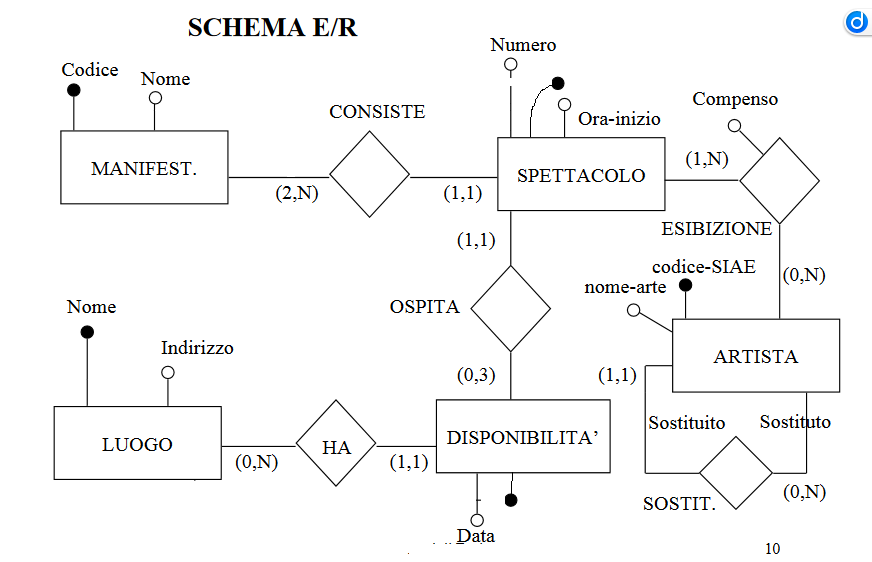 SCHEMA E/R
Numero
Codice
Nome
CONSISTE
Compenso
Ora-inizio
MANIFEST.
SPETTACOLO
(1,N)
(2,N)
(1,1)
(1,1)
ESIBIZIONE
codice-SIAE
(0,N)
nome-arte
Nome
OSPITA
Indirizzo
ARTISTA
(0,3)
(1,1)
Sostituito
Sostituto
LUOGO
HA
DISPONIBILITA’
(0,N)
(1,1)
(0,N)
SOSTIT.
Data
10